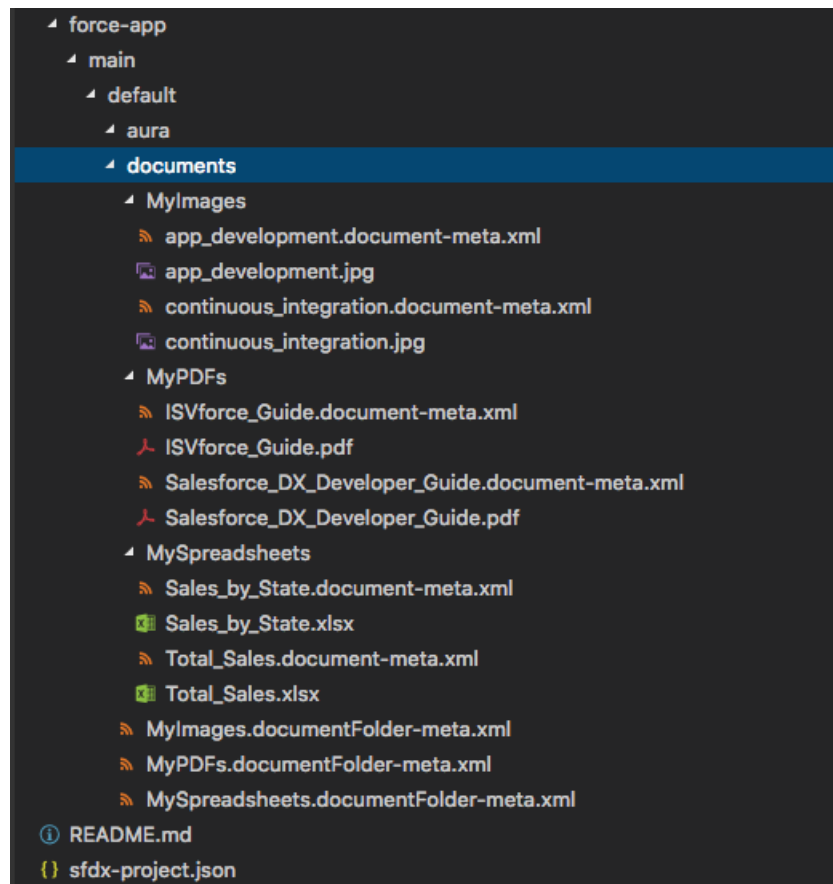 force-app
main
default
aura
documents
MyImages
app_development.document-meta.xml
app_development.jpg
continuous_integration.document-meta.xml
continuous_integration.jpg
MyPDFs
ISVforce_Guide.document-meta.xml
ISVforce_Guide.pdf
Salesforce_DX_Developer_Guide.document-meta.xml
Salesforce_DX_Developer_Guide.pdf
MySpreadsheets
Sales_by_State.document-meta.xml
Sales_by_State.xlsx
Total_Sales.document-meta.xml
Total_Sales.xlsx
MyImages.documentFolder-meta.xml
MyPDFs.documentFolder-meta.xml
MySpreadsheets.documentFolder-meta.xml
README.md
{} sfdx-project.json